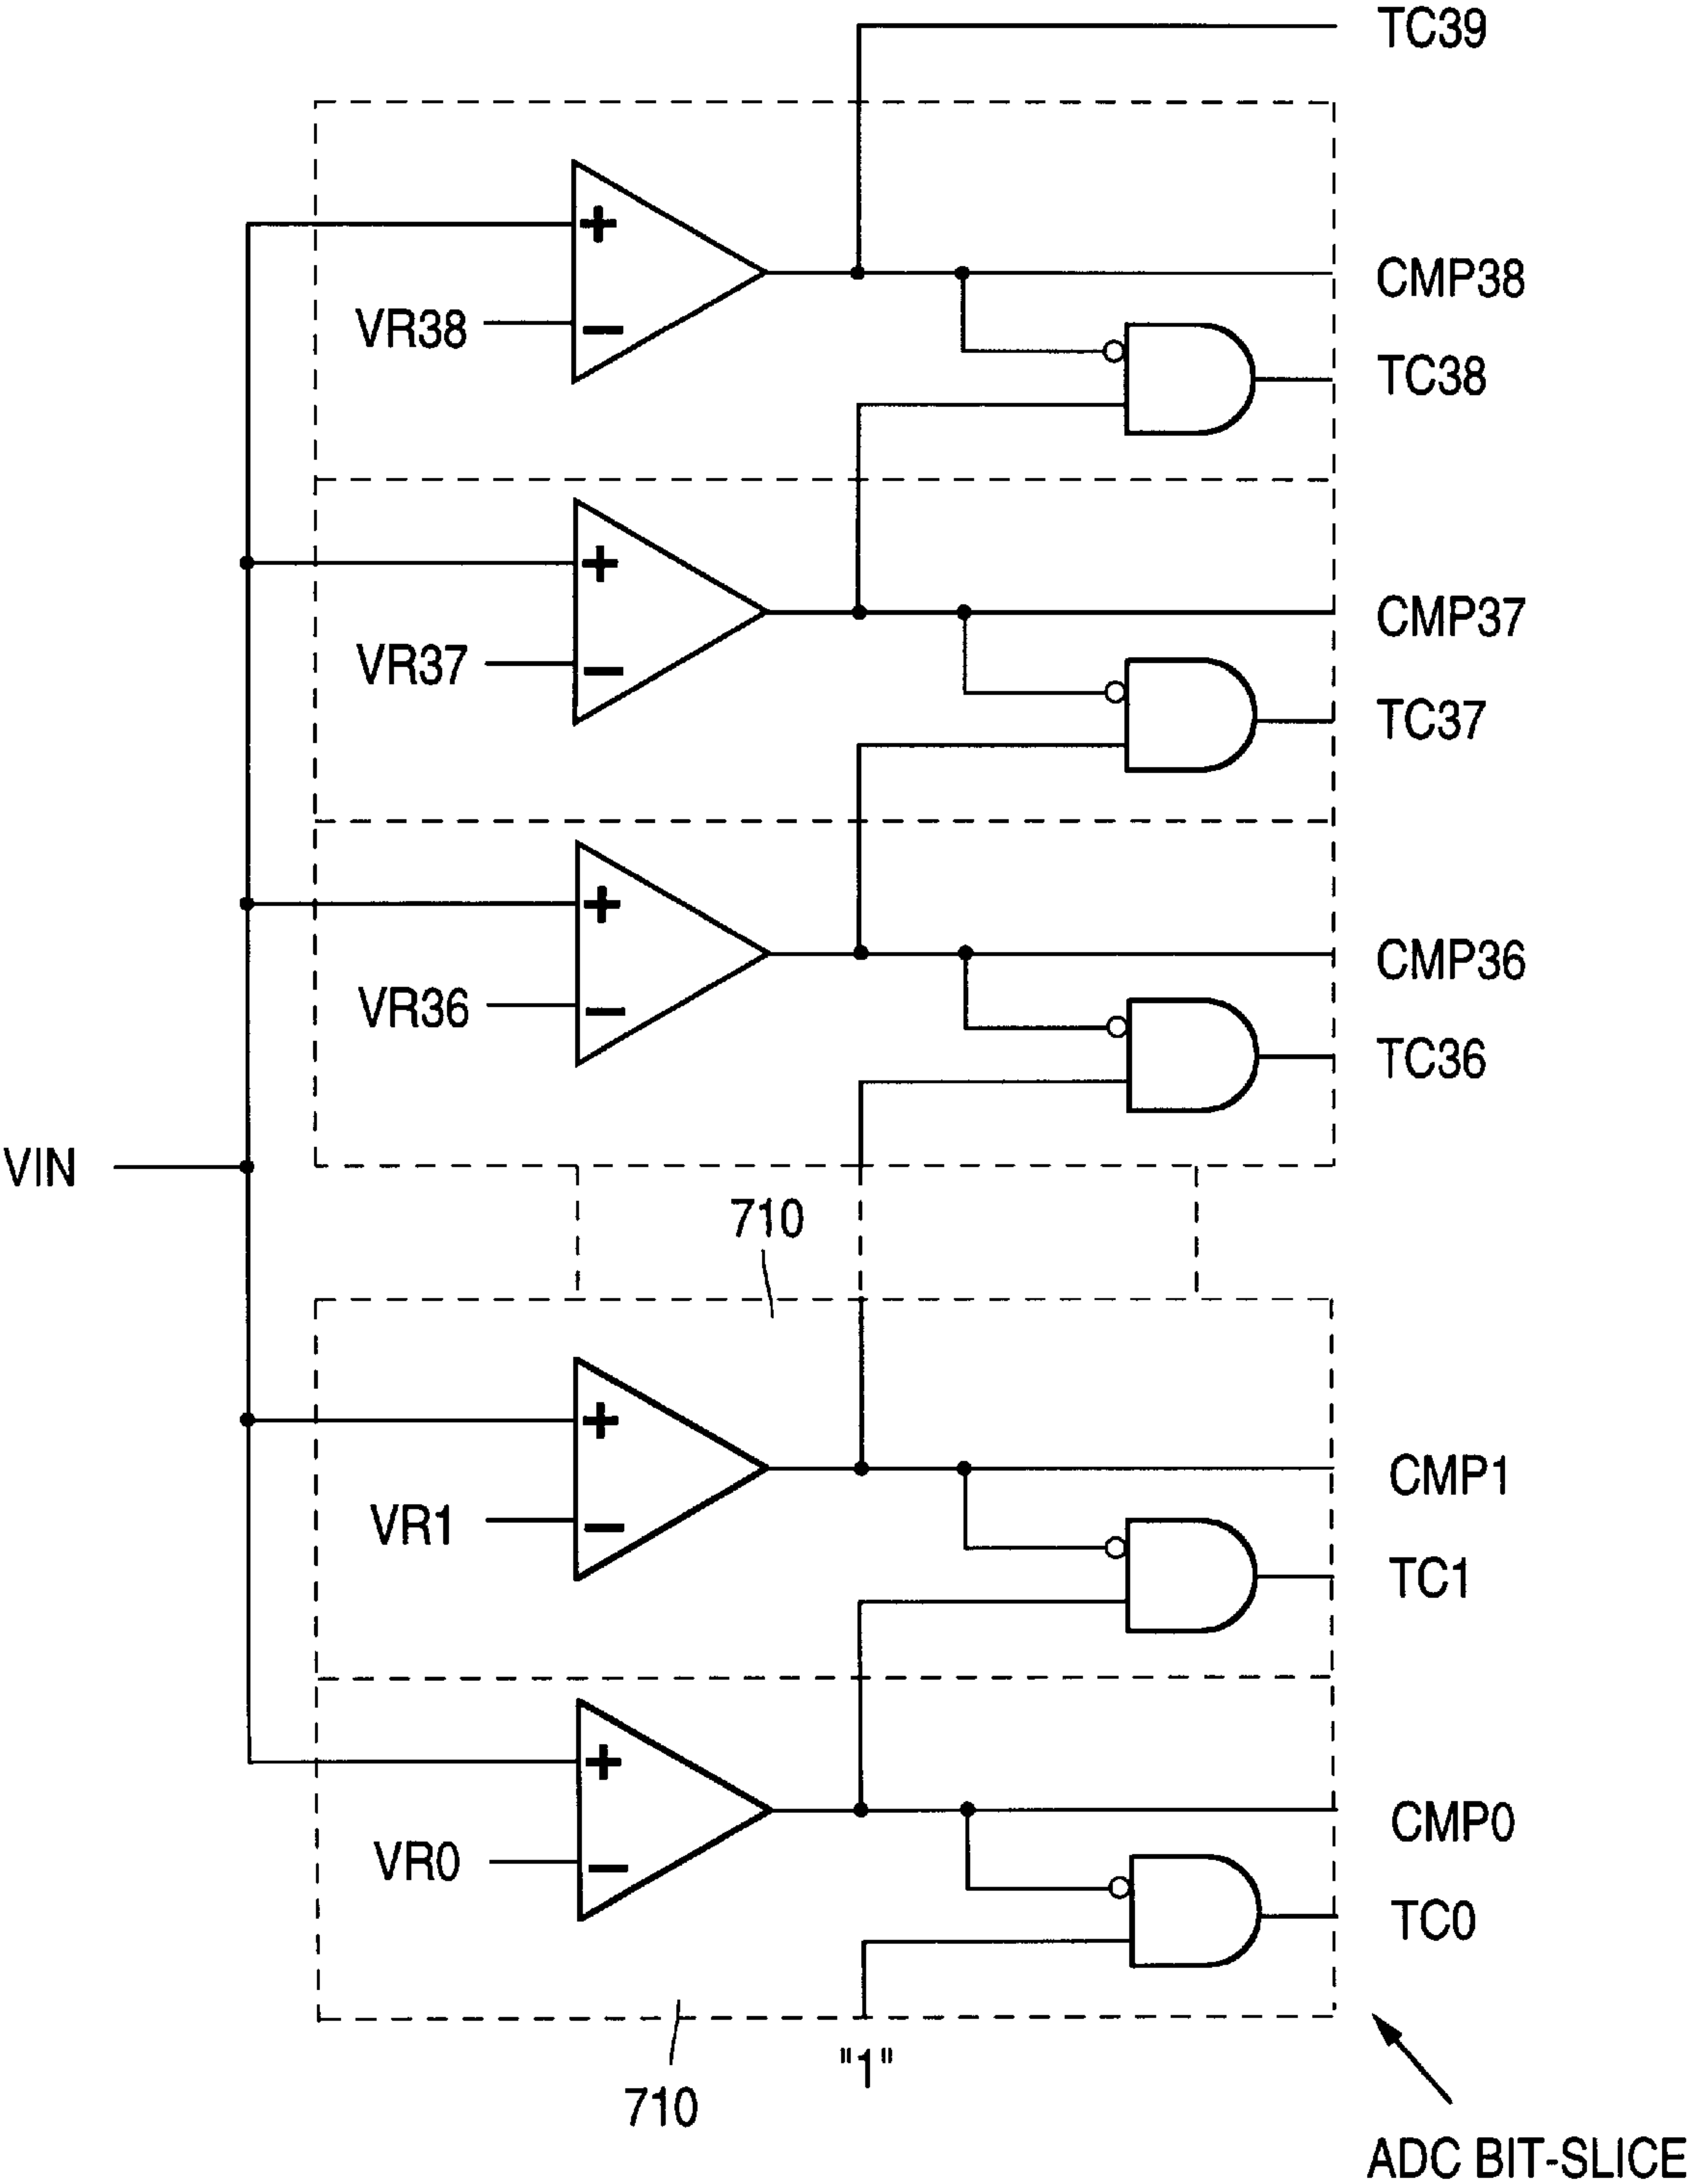 TC39
+
CMP38
VR38
−
TC38
+
CMP37
VR37
−
TC37
+
CMP36
VR36
−
TC36
VIN
710
+
CMP1
VR1
−
TC1
+
CMP0
VR0
−
TC0
"1"
710
ADC BIT-SLICE